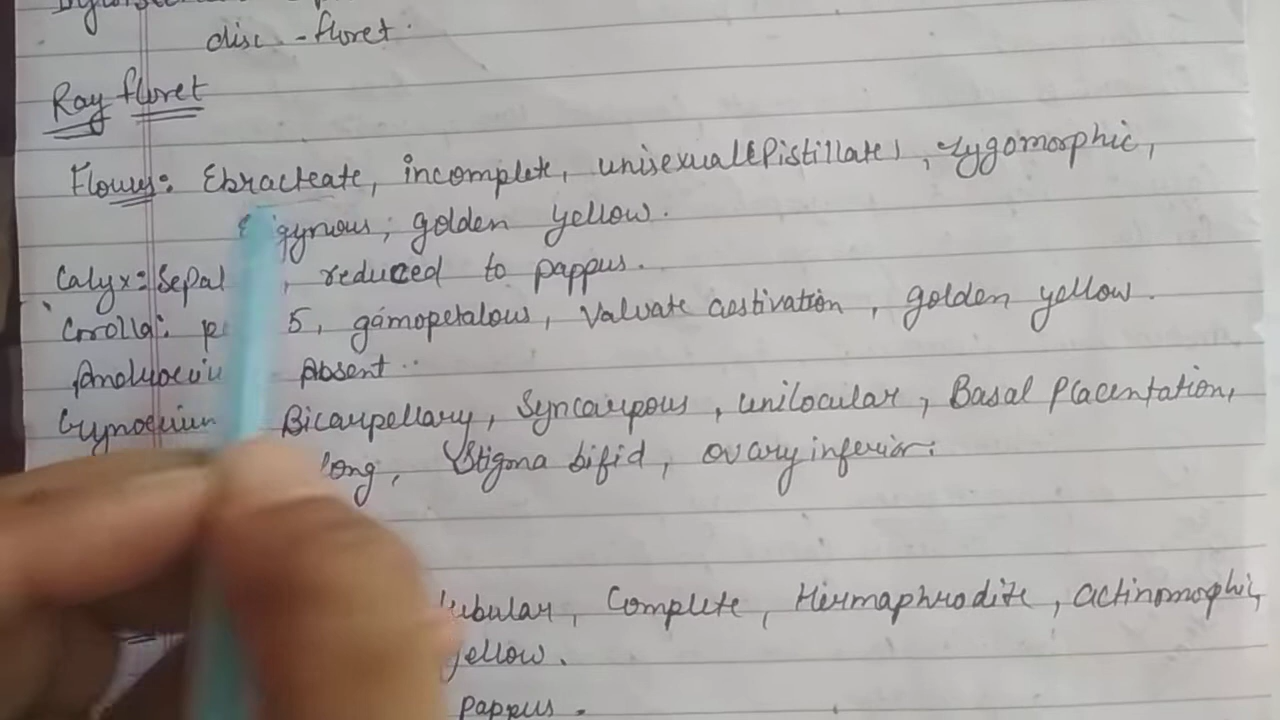 disc - floret.
Ray floret
Flower: Ebracteate, incomplete, unisexual (Pistillate), zygomorphic,
Epigynous; golden yellow.
Calyx: Sepal , reduced to pappus.
Corolla: 5, gamopetalous, Valvate aestivation, golden yellow.
Absent.
Bicarpellary, Syncarpous, unilocular, Basal Placentation,
long, Stigma bifid, ovary inferior.
Tubular, Complete, Hermaphrodite, actinomophic,
yellow.
Pappus.